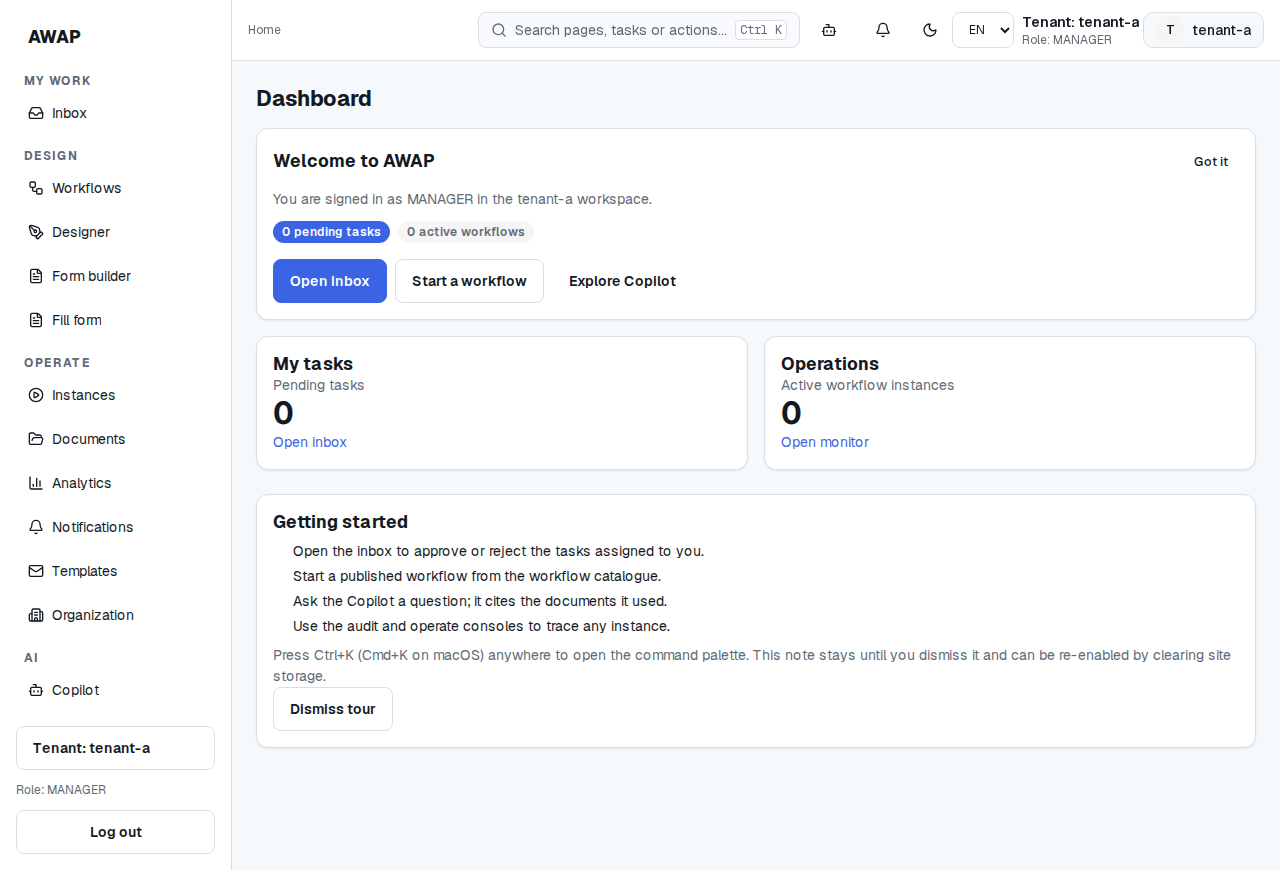 AWAP
MY WORK
Inbox
DESIGN
Workflows
Designer
Form builder
Fill form
OPERATE
Instances
Documents
Analytics
Notifications
Templates
Organization
AI
Copilot
Tenant: tenant-a
Role: MANAGER
Log out
Home
Search pages, tasks or actions...
Ctrl K
EN
Tenant: tenant-a
Role: MANAGER
T
tenant-a
Dashboard
Welcome to AWAP
Got it
You are signed in as MANAGER in the tenant-a workspace.
0 pending tasks
0 active workflows
Open Inbox
Start a workflow
Explore Copilot
My tasks
Pending tasks
0
Open inbox
Operations
Active workflow instances
0
Open monitor
Getting started
Open the inbox to approve or reject the tasks assigned to you.
Start a published workflow from the workflow catalogue.
Ask the Copilot a question; it cites the documents it used.
Use the audit and operate consoles to trace any instance.
Press Ctrl+K (Cmd+K on macOS) anywhere to open the command palette. This note stays until you dismiss it and can be re-enabled by clearing site
storage.
Dismiss tour